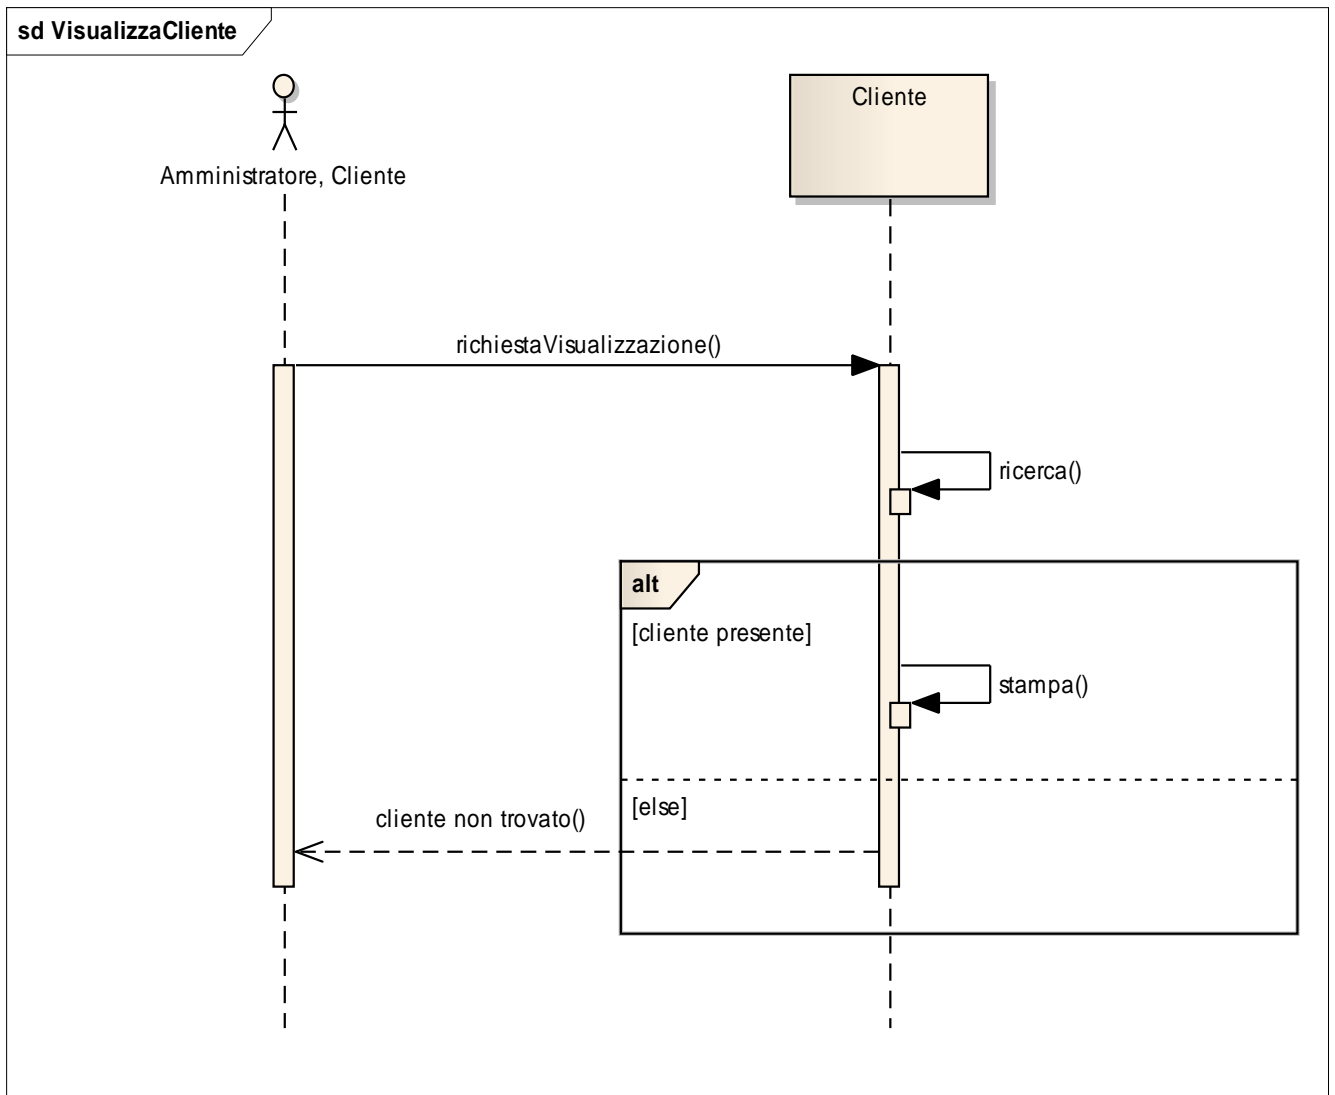 sd VisualizzaCliente
Cliente
Amministratore, Cliente
richiestaVisualizzazione()
ricerca()
alt
[cliente presente]
stampa()
[else]
cliente non trovato()